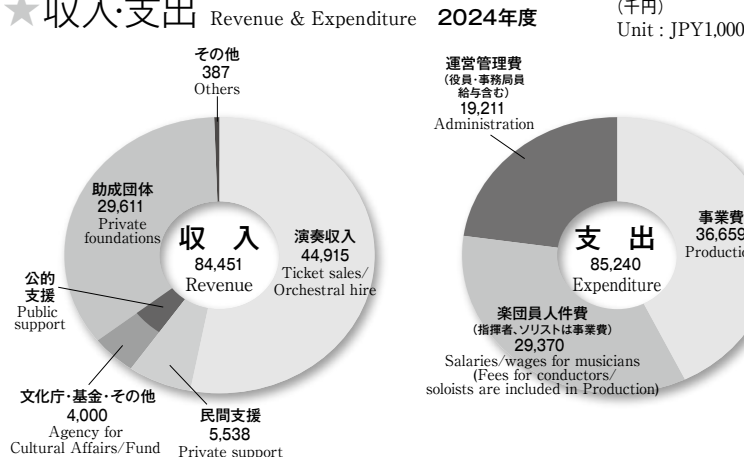 ★収入・支出 Revenue & Expenditure 2024年度
(千円)
Unit : JPY1,000
その他
387
Others
助成団体
29,611
Private
foundations
収 入
84,451
Revenue
演奏収入
44,915
Ticket sales/
Orchestral hire
公的
支援
Public
support
文化庁・基金・その他
4,000
Agency for
Cultural Affairs/Fund
民間支援
5,538
Private support
運営管理費
(役員・事務局員
給与含む)
19,211
Administration
支 出
85,240
Expenditure
事業費
36,659
Productio
楽団員人件費
(指揮者、ソリストは事業費)
29,370
Salaries/wages for musicians
(Fees for conductors/
soloists are included in Production)